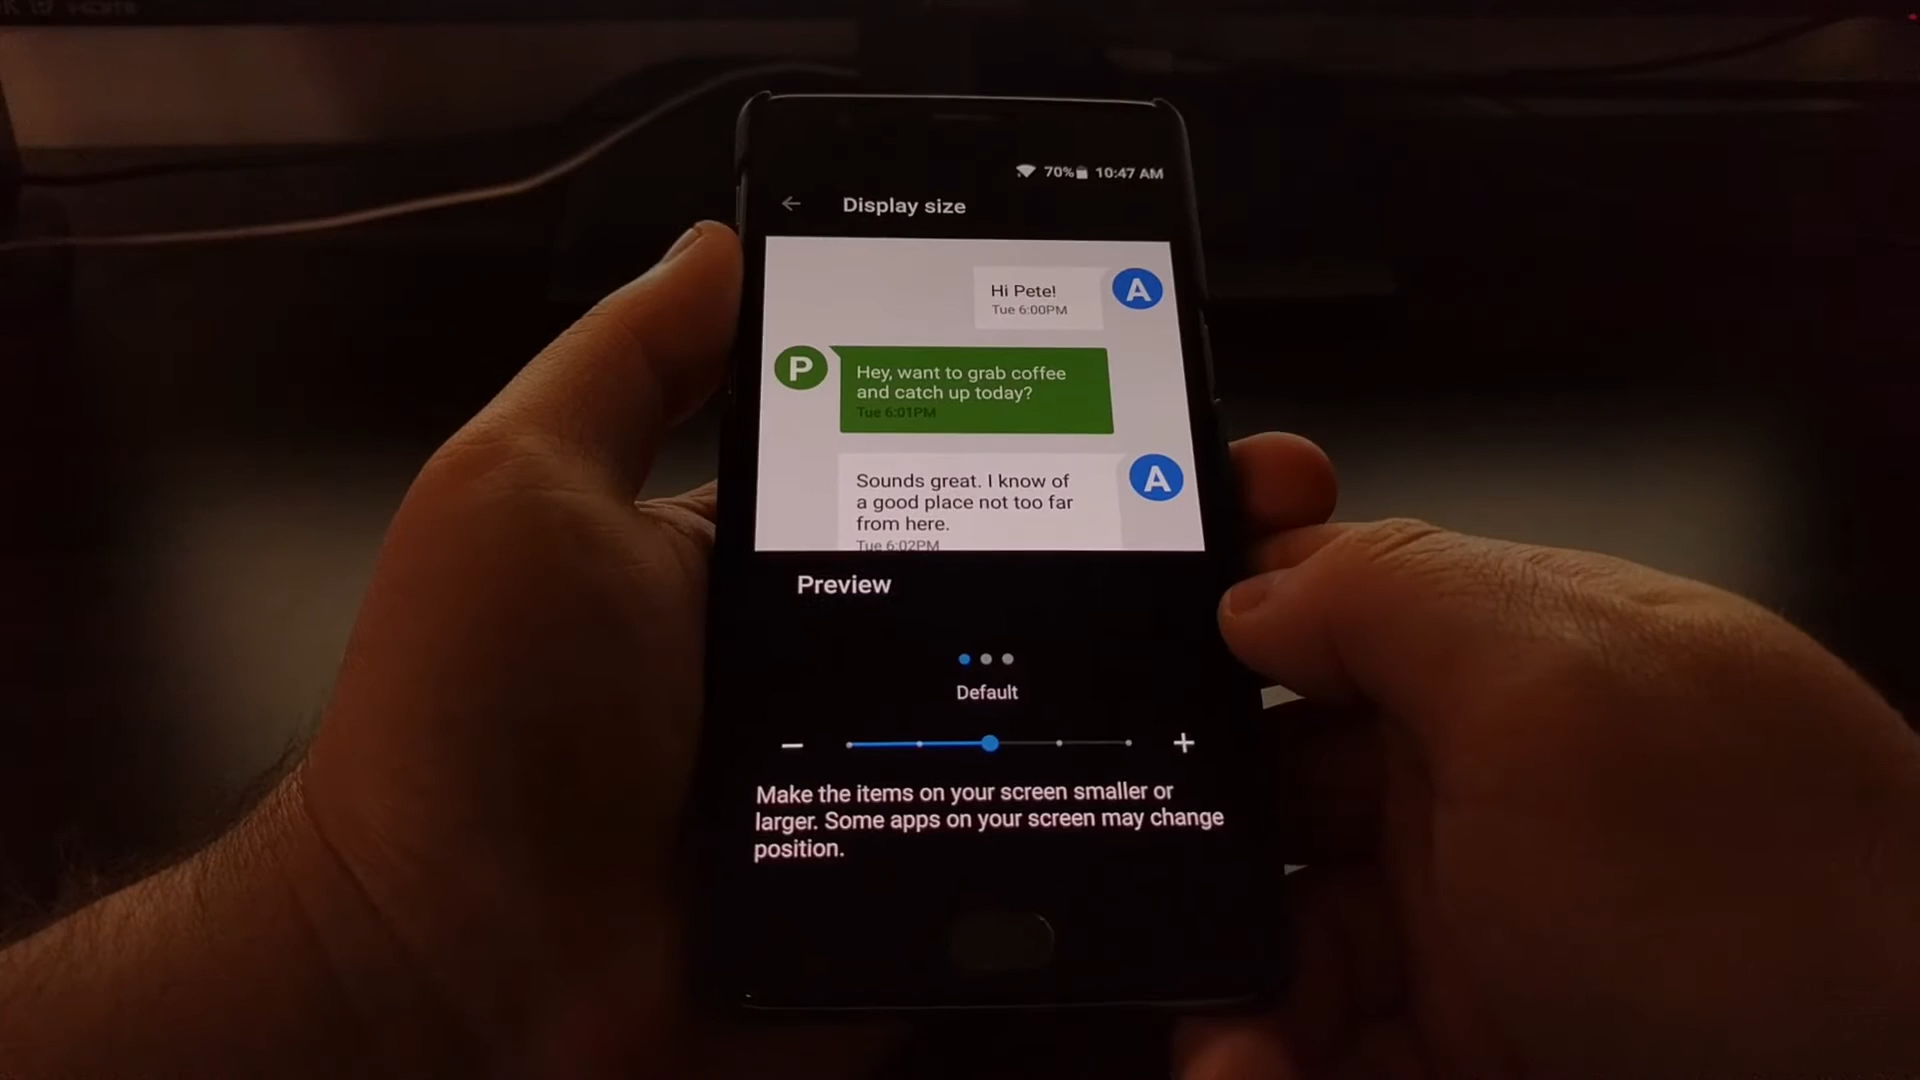 70% 10:47 AM
Display size
Hi Pete!
Tue 6:00PM
A
P
Hey, want to grab coffee
and catch up today?
Tue 6:01PM
Sounds great. I know of
a good place not too far
from here.
Tue 6:02PM
A
Preview
Default
Make the items on your screen smaller or
larger. Some apps on your screen may change
position.